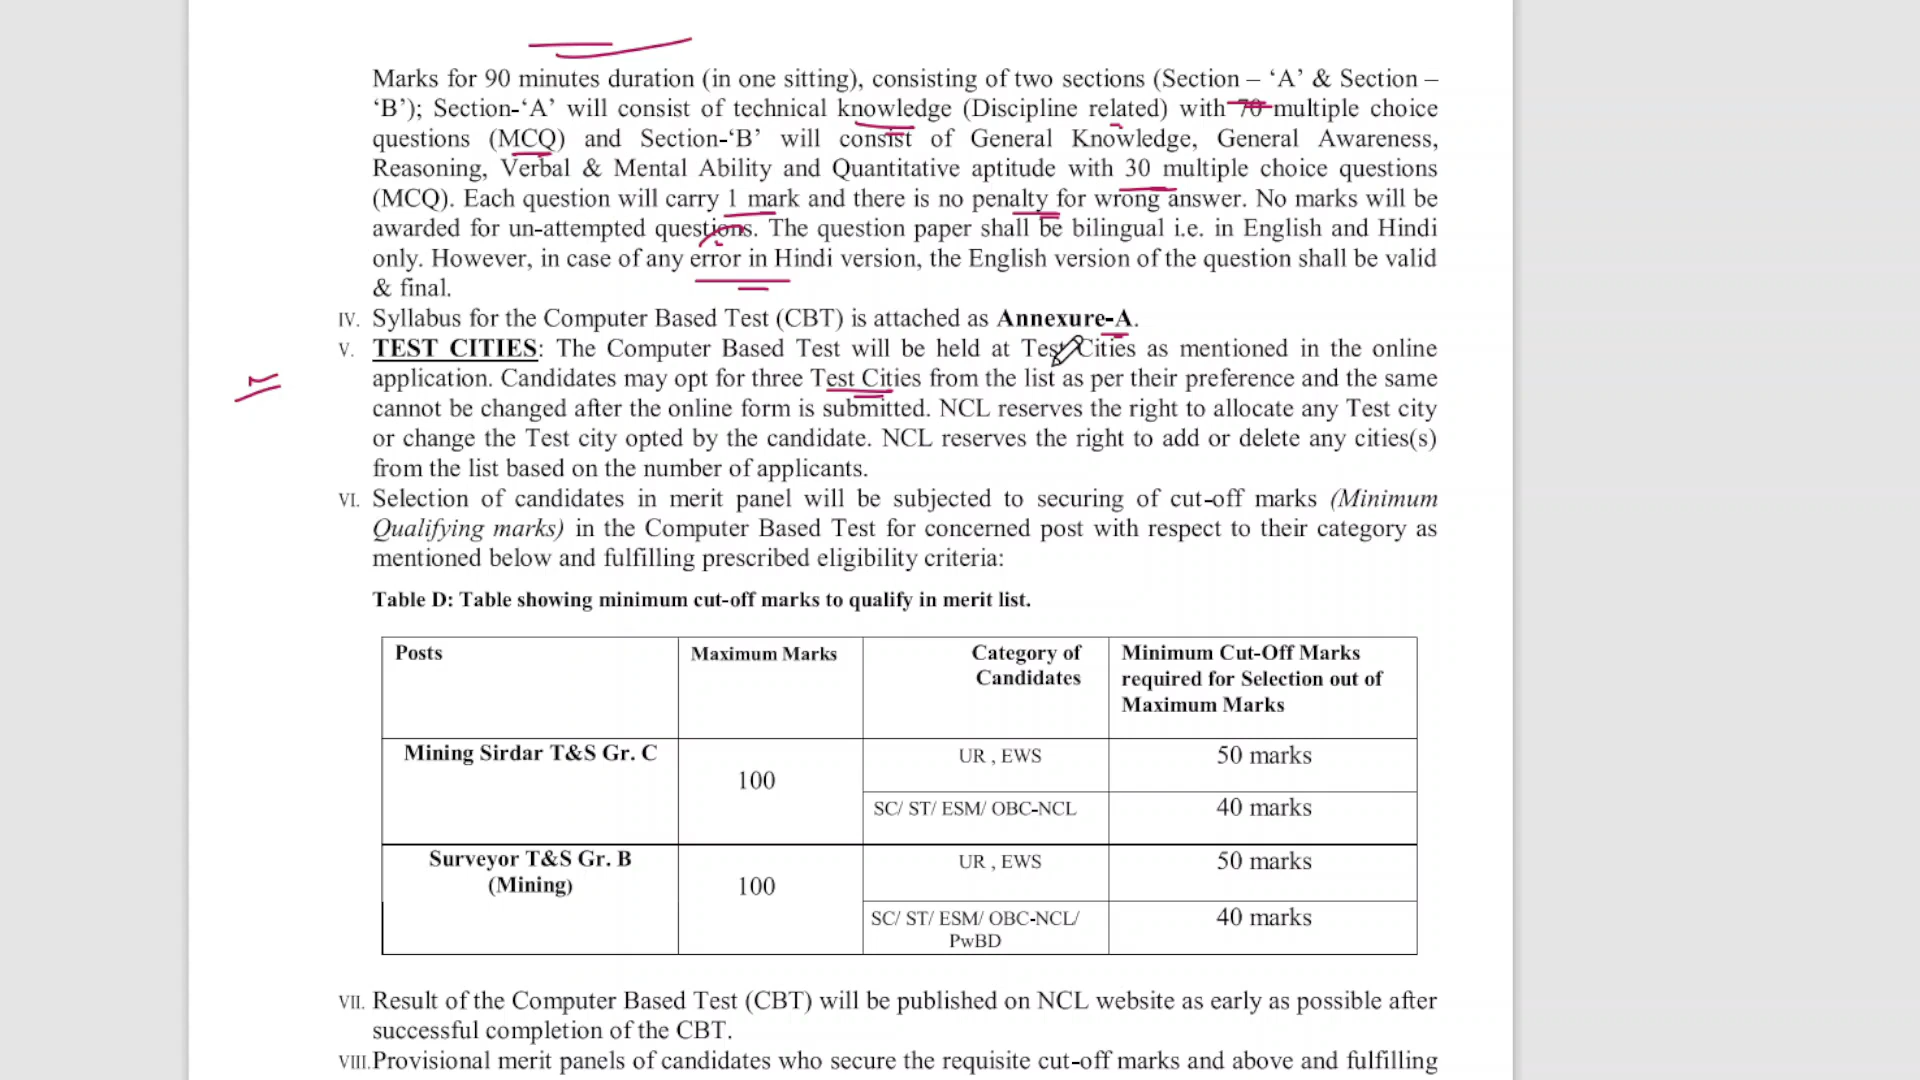 Marks for 90 minutes duration (in one sitting), consisting of two sections (Section – ‘A’ & Section –
‘B’); Section-‘A’ will consist of technical knowledge (Discipline related) with 70 multiple choice
questions (MCQ) and Section-‘B’ will consist of General Knowledge, General Awareness,
Reasoning, Verbal & Mental Ability and Quantitative aptitude with 30 multiple choice questions
(MCQ). Each question will carry 1 mark and there is no penalty for wrong answer. No marks will be
awarded for un-attempted questions. The question paper shall be bilingual i.e. in English and Hindi
only. However, in case of any error in Hindi version, the English version of the question shall be valid
& final.
IV. Syllabus for the Computer Based Test (CBT) is attached as Annexure-A.
V. TEST CITIES: The Computer Based Test will be held at Test Cities as mentioned in the online
application. Candidates may opt for three Test Cities from the list as per their preference and the same
cannot be changed after the online form is submitted. NCL reserves the right to allocate any Test city
or change the Test city opted by the candidate. NCL reserves the right to add or delete any cities(s)
from the list based on the number of applicants.
VI. Selection of candidates in merit panel will be subjected to securing of cut-off marks (Minimum
Qualifying marks) in the Computer Based Test for concerned post with respect to their category as
mentioned below and fulfilling prescribed eligibility criteria:
Table D: Table showing minimum cut-off marks to qualify in merit list.
Posts Maximum Marks Category of Candidates Minimum Cut-Off Marks required for Selection out of Maximum Marks
Mining Sirdar T&S Gr. C 100 UR , EWS 50 marks
SC/ ST/ ESM/ OBC-NCL 40 marks
Surveyor T&S Gr. B (Mining) 100 UR , EWS 50 marks
SC/ ST/ ESM/ OBC-NCL/ PwBD 40 marks
VII. Result of the Computer Based Test (CBT) will be published on NCL website as early as possible after
successful completion of the CBT.
VIII. Provisional merit panels of candidates who secure the requisite cut-off marks and above and fulfilling